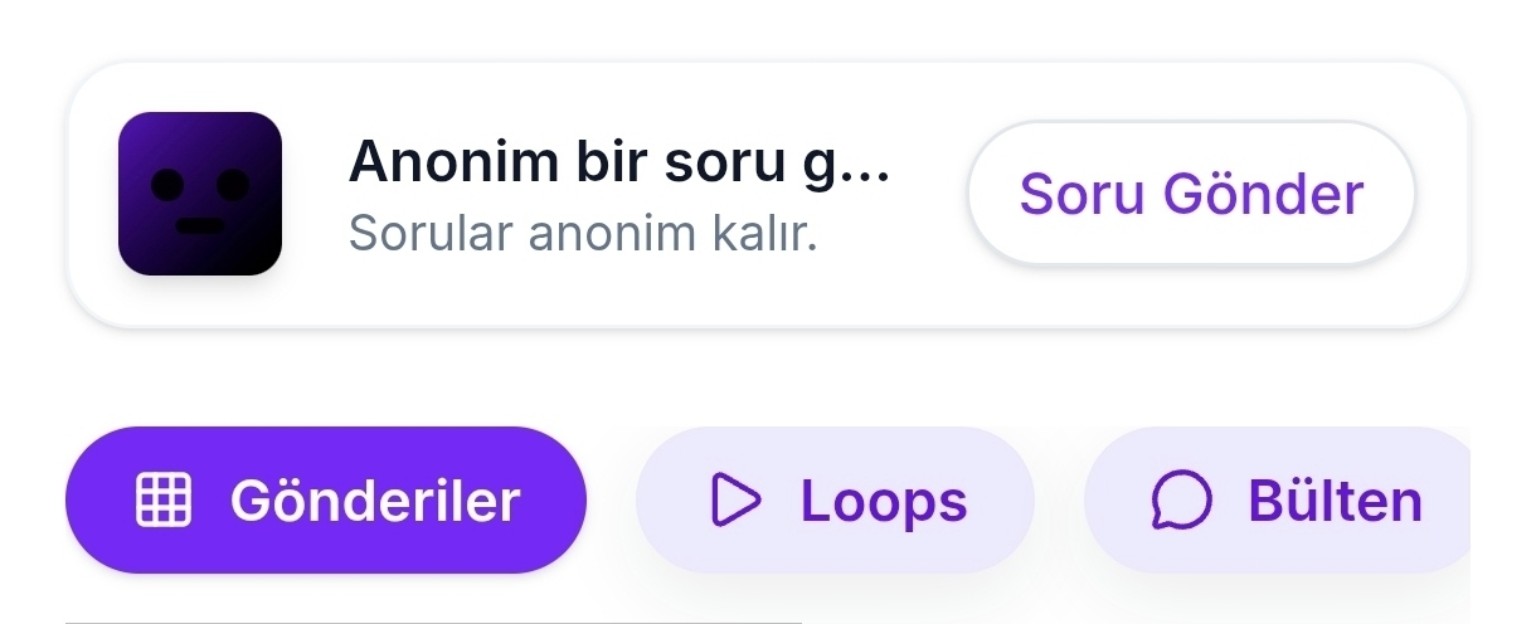 Anonim bir soru g...
Sorular anonim kalır.
Soru Gönder
Gönderiler
Loops
Bülten